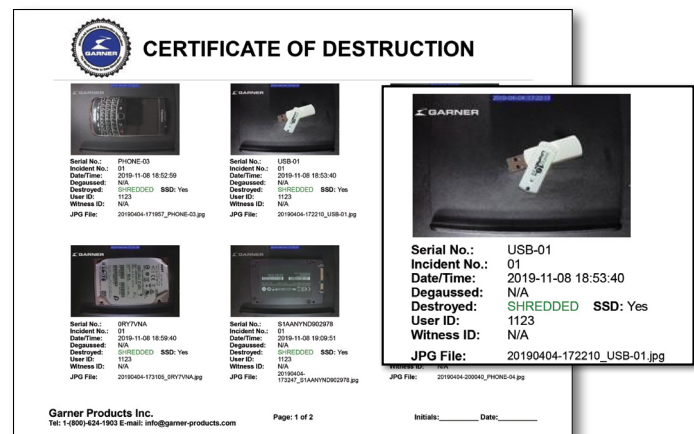 GARNER
CERTIFICATE OF DESTRUCTION
GARNER
Serial No.: PHONE-03
Incident No.: 01
Date/Time: 2019-11-08 18:52:59
Degaussed: N/A
Destroyed: SHREDDED SSD: Yes
User ID: 1123
Witness ID: N/A
JPG File: 20190404-171957_PHONE-03.jpg
GARNER
Serial No.: USB-01
Incident No.: 01
Date/Time: 2019-11-08 18:53:40
Degaussed: N/A
Destroyed: SHREDDED SSD: Yes
User ID: 1123
Witness ID: N/A
JPG File: 20190404-172210_USB-01.jpg
GARNER
Serial No.: USB-01
Incident No.: 01
Date/Time: 2019-11-08 18:53:40
Degaussed: N/A
Destroyed: SHREDDED SSD: Yes
User ID: 1123
Witness ID: N/A
JPG File: 20190404-172210_USB-01.jpg
GARNER
Serial No.: 0RY7VNA
Incident No.: 01
Date/Time: 2019-11-08 18:59:40
Degaussed: N/A
Destroyed: SHREDDED SSD: Yes
User ID: 1123
Witness ID: N/A
JPG File: 20190404-173105_0RY7VNA.jpg
GARNER
Serial No.: S1AANYND902978
Incident No.: 01
Date/Time: 2019-11-08 19:09:51
Degaussed: N/A
Destroyed: SHREDDED SSD: Yes
User ID: 1123
Witness ID: N/A
JPG File: 20190404-
173247_S1AANYND902978.jpg
JPG File: 20190404-200040_PHONE-04.jpg
Garner Products Inc.
Tel: 1-(800)-624-1903 E-mail: info@garner-products.com
Page: 1 of 2
Initials:________ Date:________